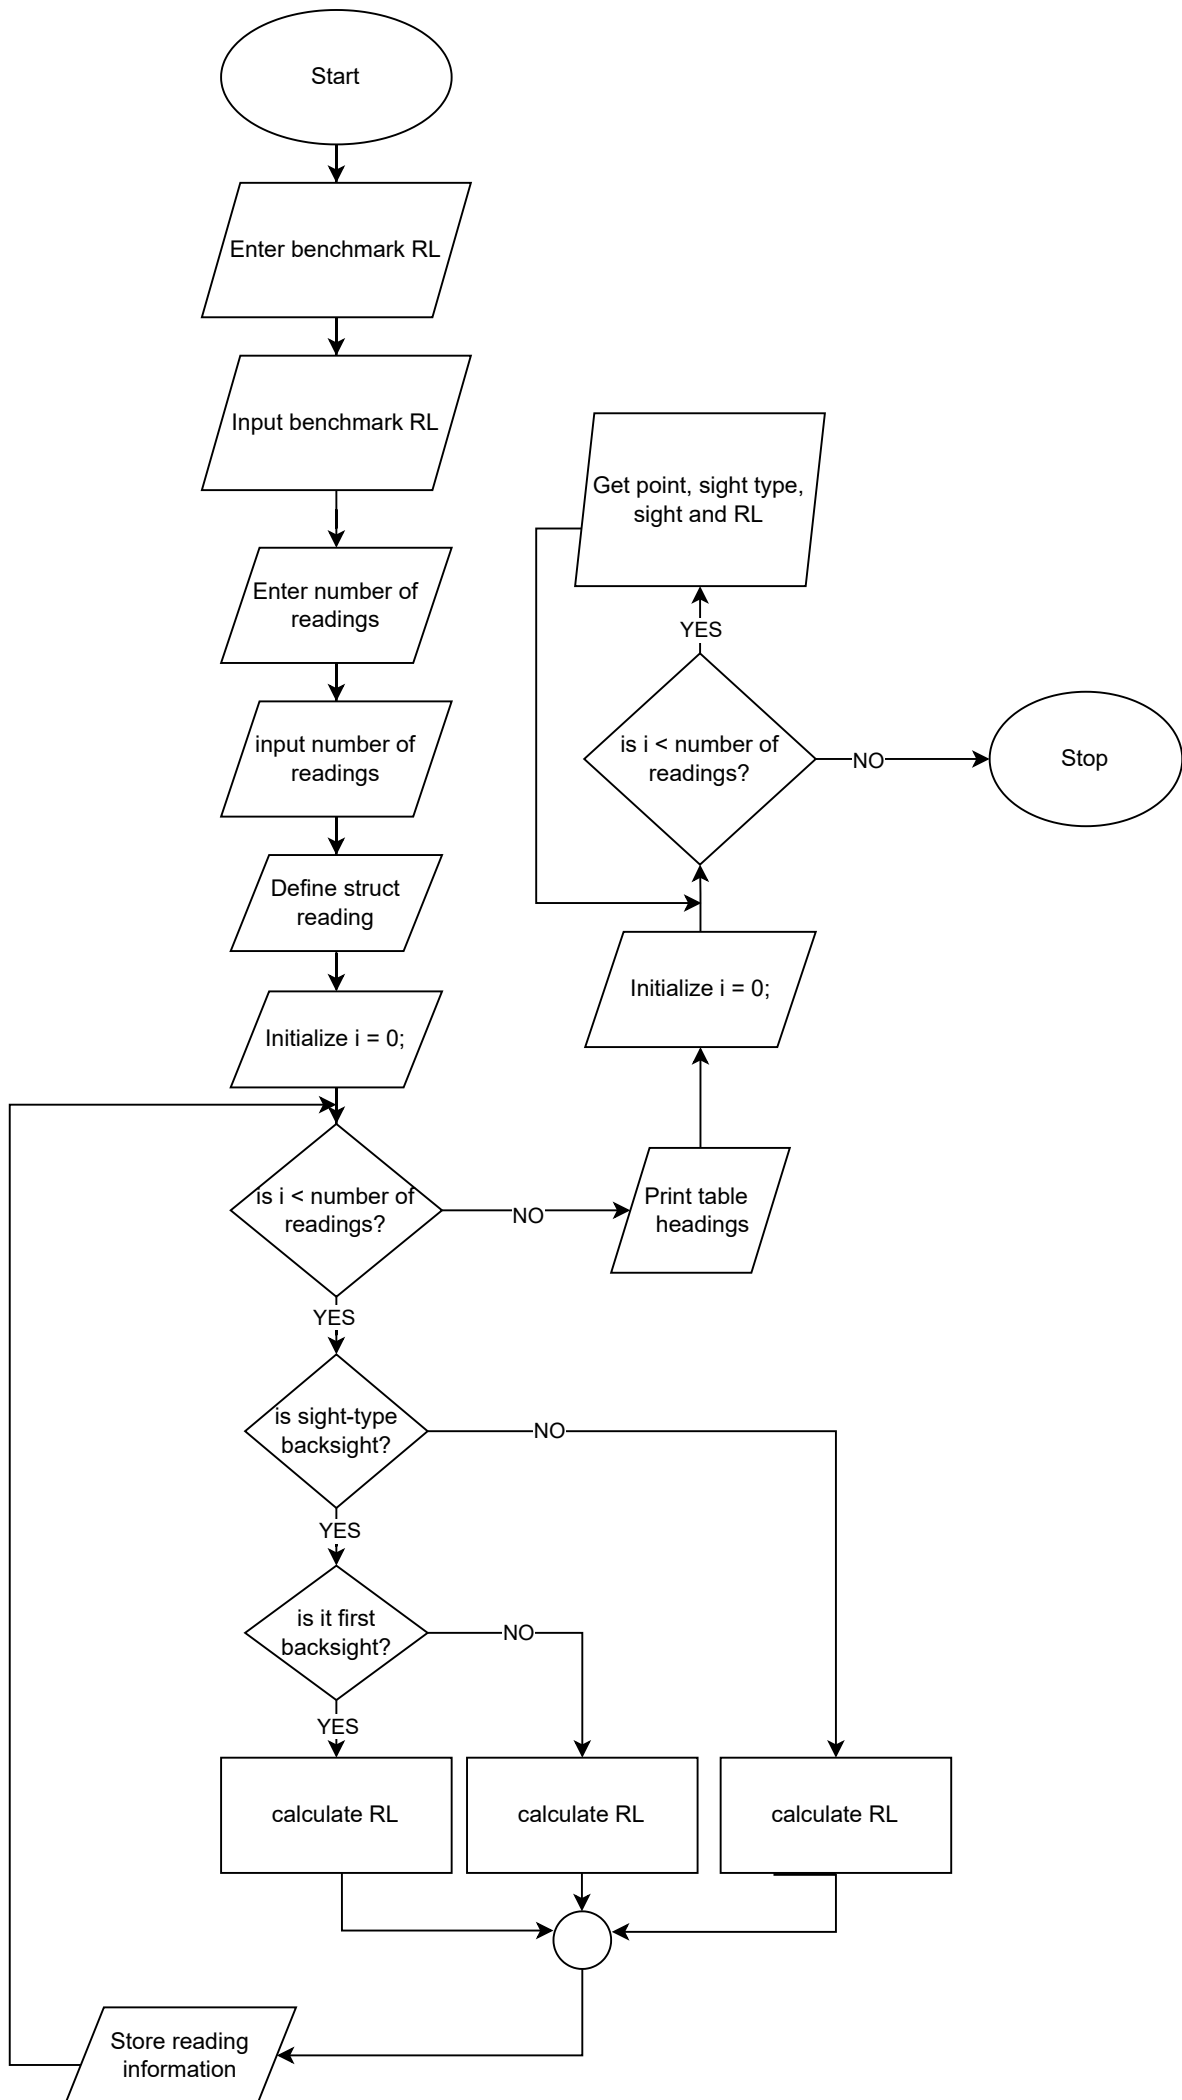 Start
Enter benchmark RL
Input benchmark RL
Enter number of
readings
input number of
readings
Define struct
reading
Initialize i = 0;
is i < number of
readings?
NO
YES
is sight-type
backsight?
NO
YES
is it first
backsight?
NO
YES
calculate RL
calculate RL
calculate RL
Store reading
information
Print table
headings
Initialize i = 0;
is i < number of
readings?
YES
NO
Get point, sight type,
sight and RL
Stop